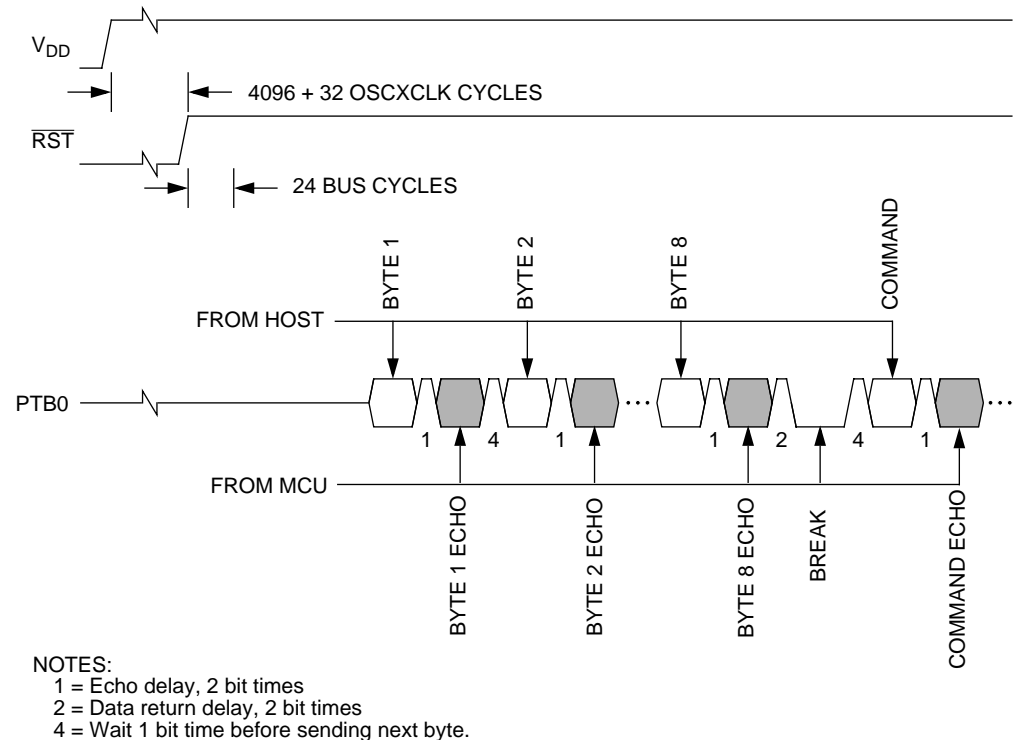 VDD
4096 + 32 OSCXCLK CYCLES
RST
24 BUS CYCLES
BYTE 1
BYTE 2
BYTE 8
COMMAND
FROM HOST
PTB0
1
4
1
1
2
4
1
FROM MCU
BYTE 1 ECHO
BYTE 2 ECHO
BYTE 8 ECHO
BREAK
COMMAND ECHO
NOTES:
1 = Echo delay, 2 bit times
2 = Data return delay, 2 bit times
4 = Wait 1 bit time before sending next byte.